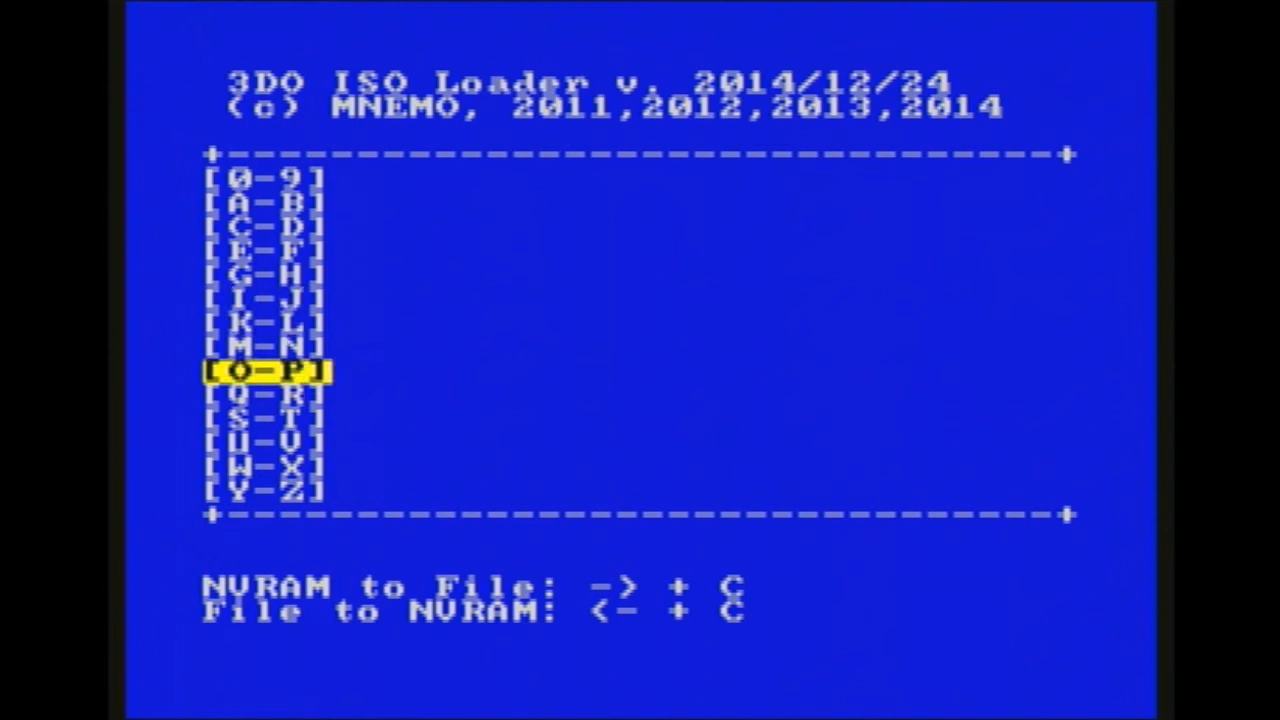 3DO ISO Loader v. 2014/12/24
(c) MNEMO, 2011,2012,2013,2014
+--------------------------------+
[0-9]
[A-B]
[C-D]
[E-F]
[G-H]
[I-J]
[K-L]
[M-N]
[O-P]
[Q-R]
[S-T]
[U-V]
[W-X]
[Y-Z]
+--------------------------------+
NVRAM to File: -> + C
File to NVRAM: <- + C